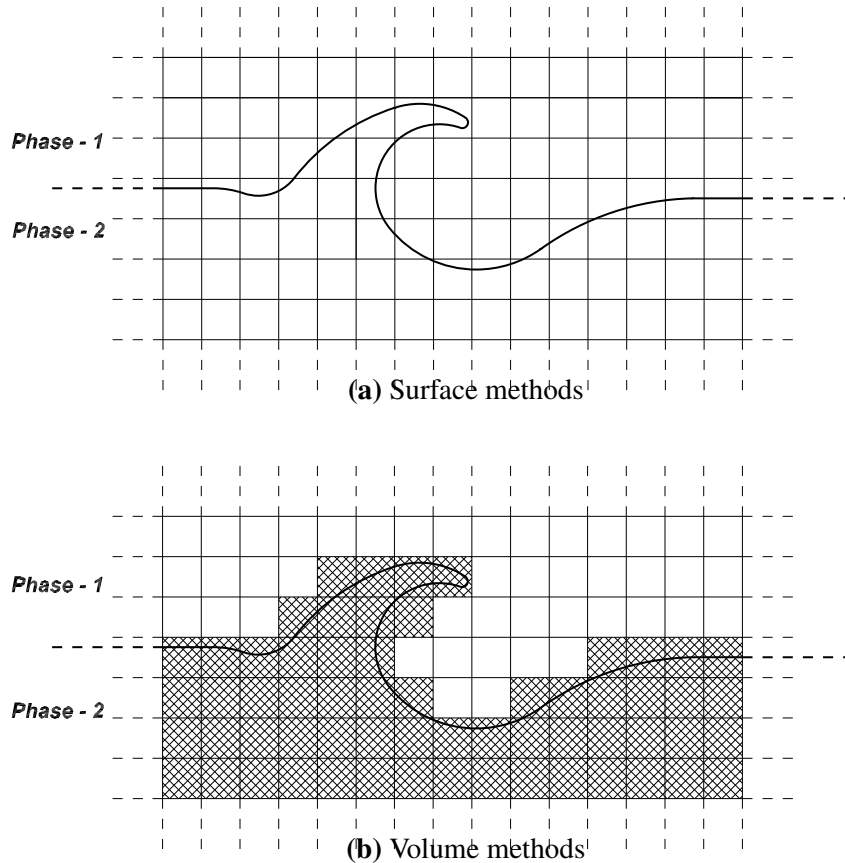 Phase - 1
Phase - 2
(a) Surface methods
Phase - 1
Phase - 2
(b) Volume methods